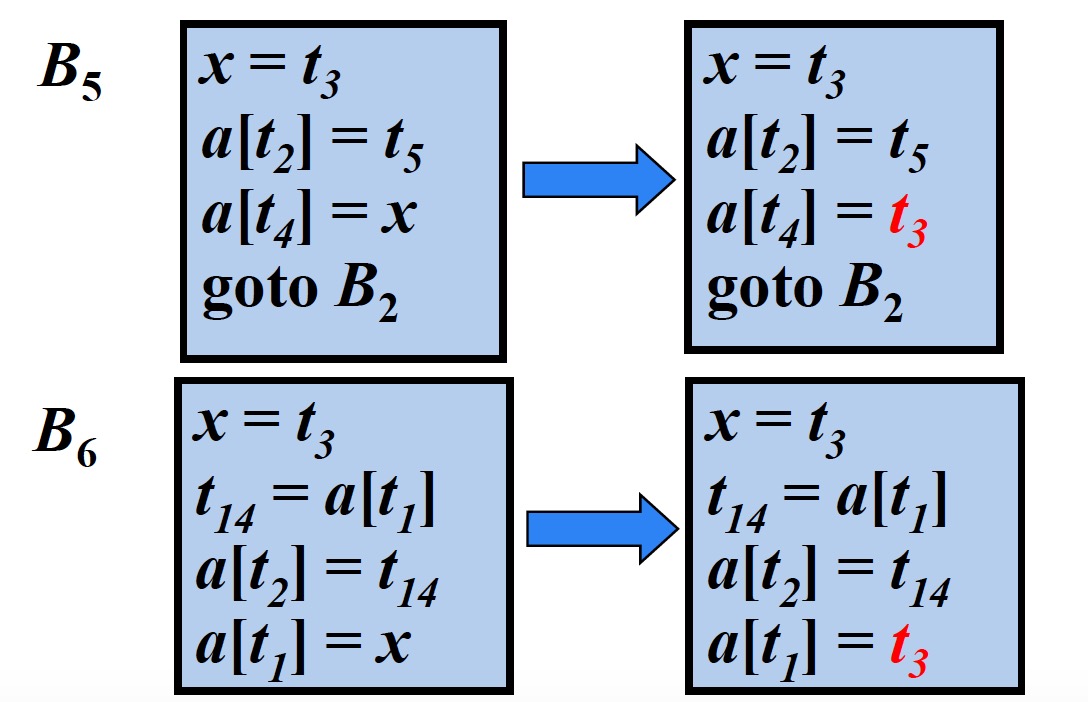 B₅
x = t₃
a[t₂] = t₅
a[t₄] = x
goto B₂
x = t₃
a[t₂] = t₅
a[t₄] = t₃
goto B₂
B₆
x = t₃
t₁₄ = a[t₁]
a[t₂] = t₁₄
a[t₁] = x
x = t₃
t₁₄ = a[t₁]
a[t₂] = t₁₄
a[t₁] = t₃